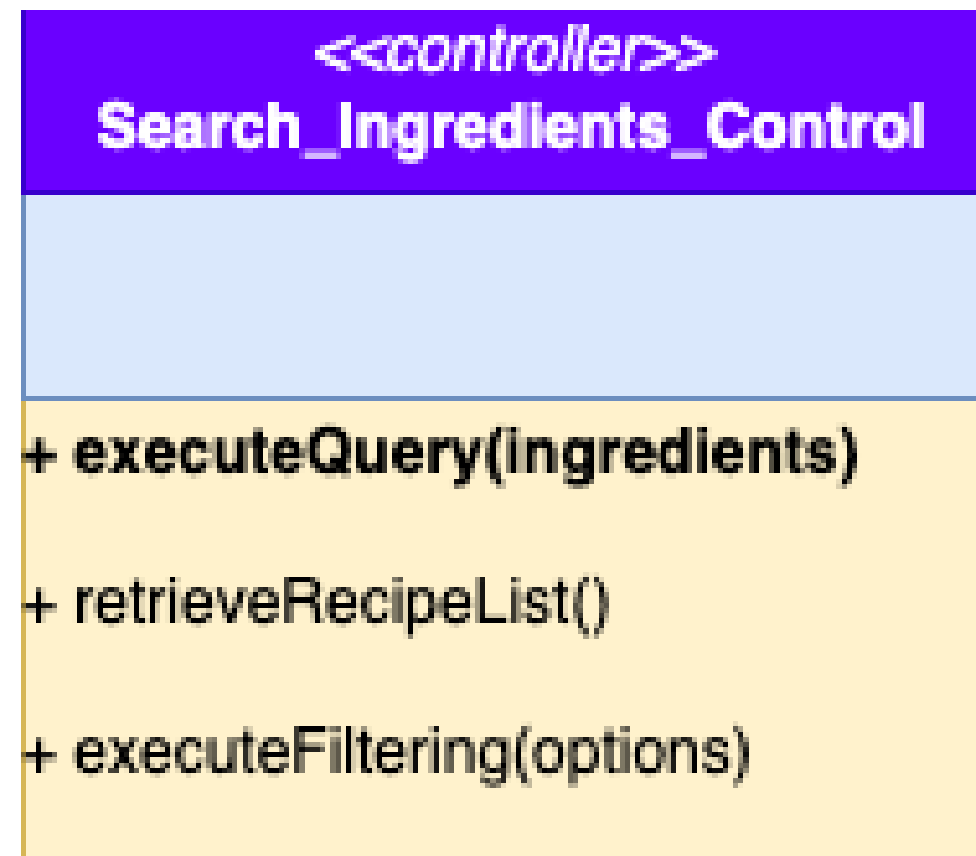 <<controller>>
Search_Ingredients_Control
+ executeQuery(ingredients)
+ retrieveRecipeList()
+ executeFiltering(options)